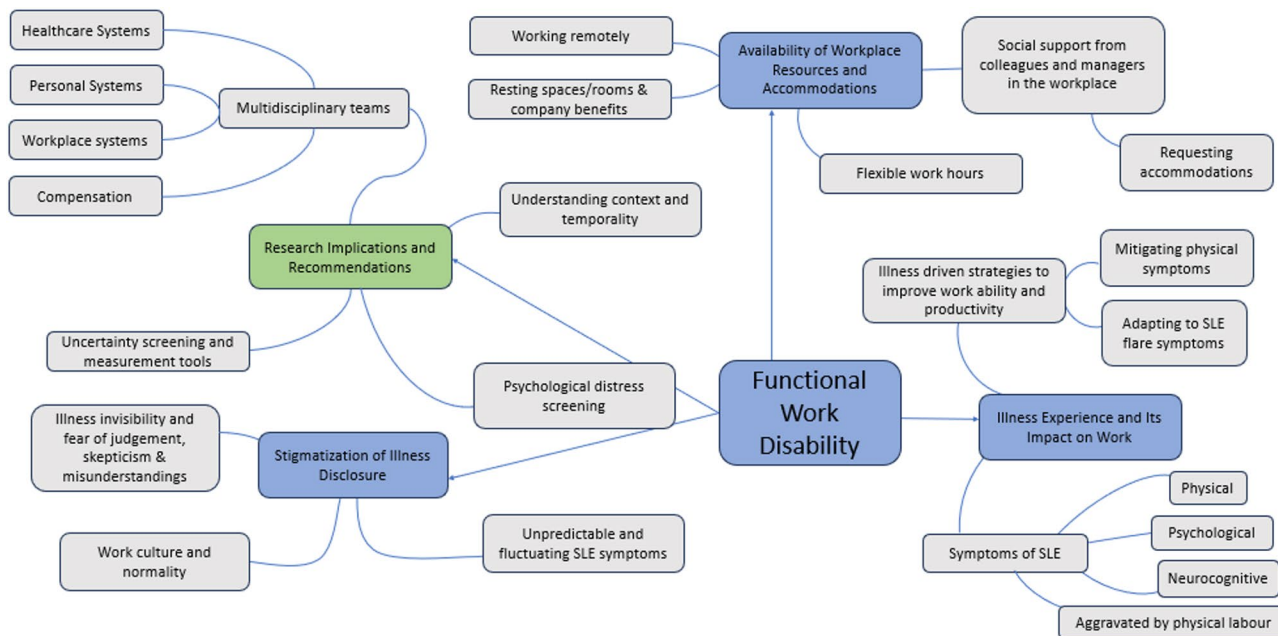 Healthcare Systems
Personal Systems
Workplace systems
Compensation
Multidisciplinary teams
Working remotely
Resting spaces/rooms &
company benefits
Availability of Workplace
Resources and
Accommodations
Social support from
colleagues and managers
in the workplace
Requesting
accommodations
Flexible work hours
Understanding context and
temporality
Research Implications and
Recommendations
Uncertainty screening and
measurement tools
Psychological distress
screening
Illness driven strategies to
improve work ability and
productivity
Mitigating physical
symptoms
Adapting to SLE
flare symptoms
Functional
Work
Disability
Illness Experience and Its
Impact on Work
Illness invisibility and
fear of judgement,
skepticism &
misunderstandings
Stigmatization of Illness
Disclosure
Work culture and
normality
Unpredictable and
fluctuating SLE symptoms
Symptoms of SLE
Physical
Psychological
Neurocognitive
Aggravated by physical labour